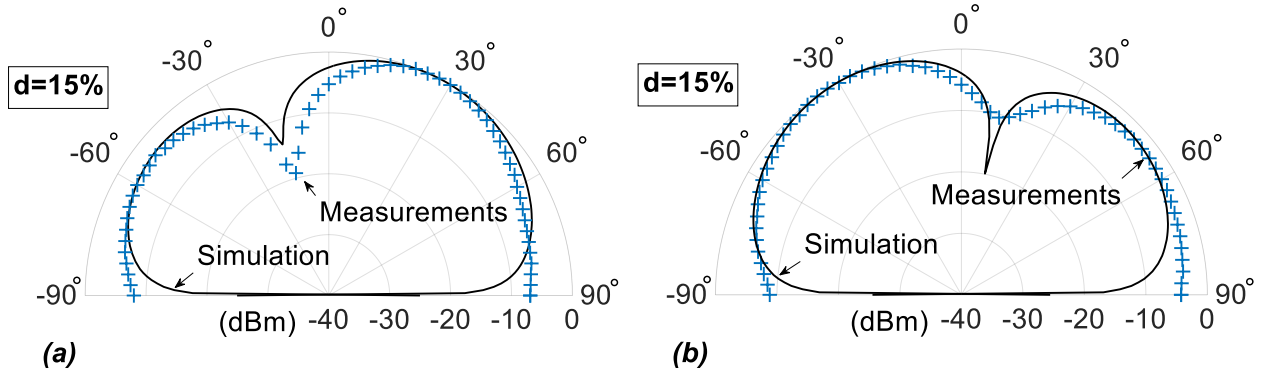 0°
-30°
30°
d=15%
-60°
60°
Measurements
Simulation
-90°
90°
(dBm) -40 -30 -20 -10 0
(a)
0°
-30°
30°
d=15%
-60°
60°
Measurements
Simulation
-90°
90°
(dBm) -40 -30 -20 -10 0
(b)